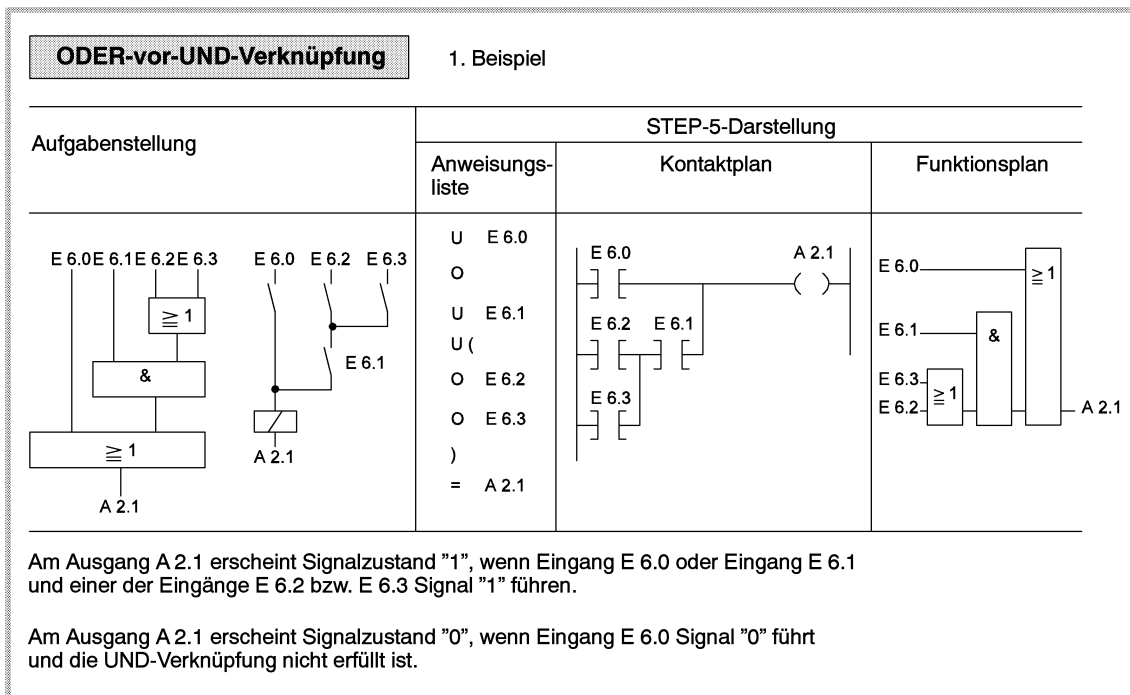 ODER-vor-UND-Verknüpfung 1. Beispiel
Aufgabenstellung
STEP-5-Darstellung
Anweisungs-
liste
Kontaktplan
Funktionsplan
E 6.0 E 6.1 E 6.2 E 6.3
≧ 1
&
≧ 1
A 2.1
E 6.0 E 6.2 E 6.3
E 6.1
A 2.1
U E 6.0
O
U E 6.1
U (
O E 6.2
O E 6.3
)
= A 2.1
E 6.0 A 2.1
E 6.2 E 6.1
E 6.3
E 6.0
≧ 1
E 6.1
&
E 6.3
≧ 1
E 6.2
A 2.1
Am Ausgang A 2.1 erscheint Signalzustand ”1”, wenn Eingang E 6.0 oder Eingang E 6.1
und einer der Eingänge E 6.2 bzw. E 6.3 Signal ”1” führen.
Am Ausgang A 2.1 erscheint Signalzustand ”0”, wenn Eingang E 6.0 Signal ”0” führt
und die UND-Verknüpfung nicht erfüllt ist.